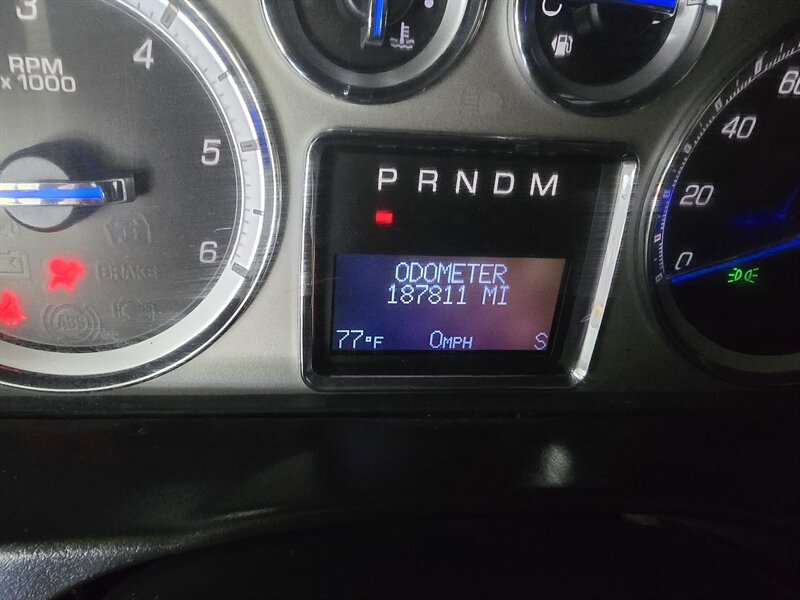 3
4
5
6
RPM
x 1000
P R N D M
ODOMETER
187811 MI
77°F 0MPH S
BRAKE
ABS
0
20
40
60